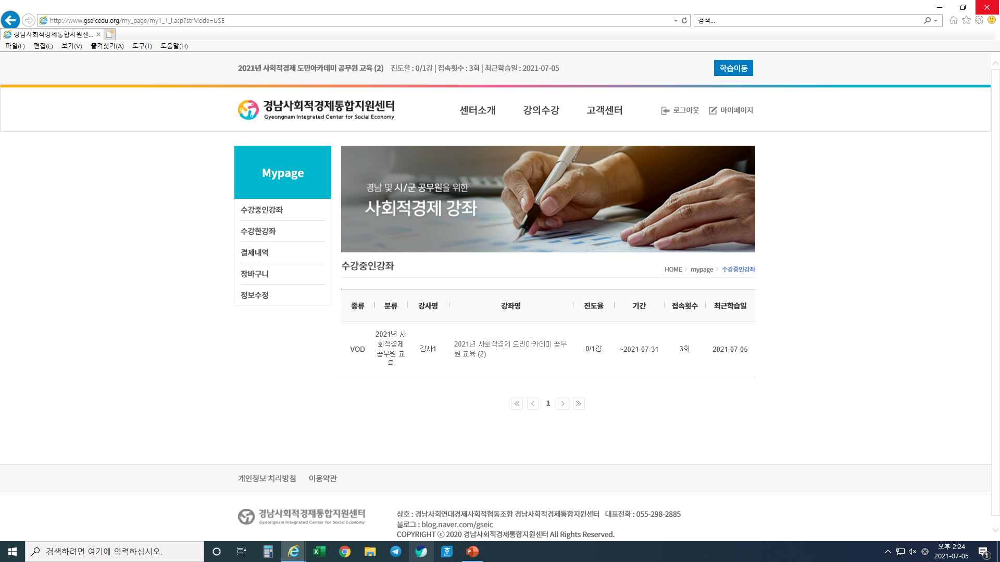 http://www.gseicedu.org/my_page/my1_1_l.asp?strMode=USE
검색...
경남사회적경제통합지원센...
파일(F) 편집(E) 보기(V) 즐겨찾기(A) 도구(T) 도움말(H)
2021년 사회적경제 도민아카데미 공무원 교육 (2) 진도율 : 0/1강 | 접속횟수 : 3회 | 최근학습일 : 2021-07-05
학습이동
경남사회적경제통합지원센터
Gyeongnam Integrated Center for Social Economy
센터소개 강의수강 고객센터 로그아웃 마이페이지
Mypage
수강중인강좌
수강한강좌
결제내역
장바구니
정보수정
경남 및 시/군 공무원을 위한
사회적경제 강좌
수강중인강좌
HOME > mypage > 수강중인강좌
종류 분류 강사명 강좌명 진도율 기간 접속횟수 최근학습일
VOD
2021년 사
회적경제
공무원 교
육
강사1
2021년 사회적경제 도민아카데미 공무
원 교육 (2)
0/1강
~2021-07-31
3회
2021-07-05
1
개인정보 처리방침 이용약관
경남사회적경제통합지원센터
Gyeongnam Integrated Center for Social Economy
상호 : 경남사회연대경제사회적협동조합 경남사회적경제통합지원센터 대표전화 : 055-298-2885
블로그 : blog.naver.com/gseic
COPYRIGHT ⓒ 2020 경남사회적경제통합지원센터 All Rights Reserved.
검색하려면 여기에 입력하십시오.
오후 2:24
2021-07-05
1